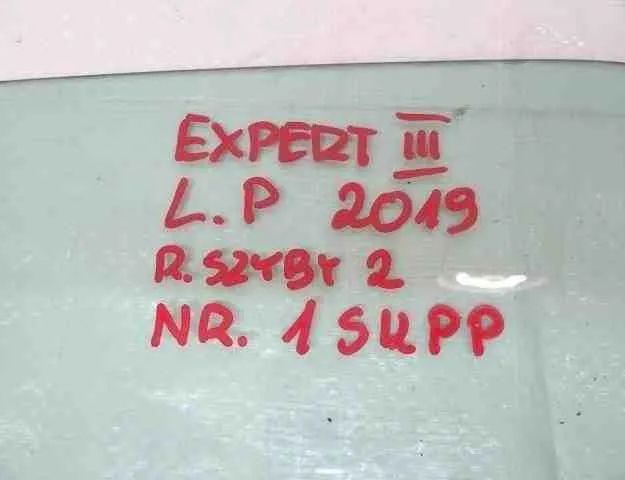 EXPERT III
L.P 2019
R.SZYBY 2
NR. 1 SUPP